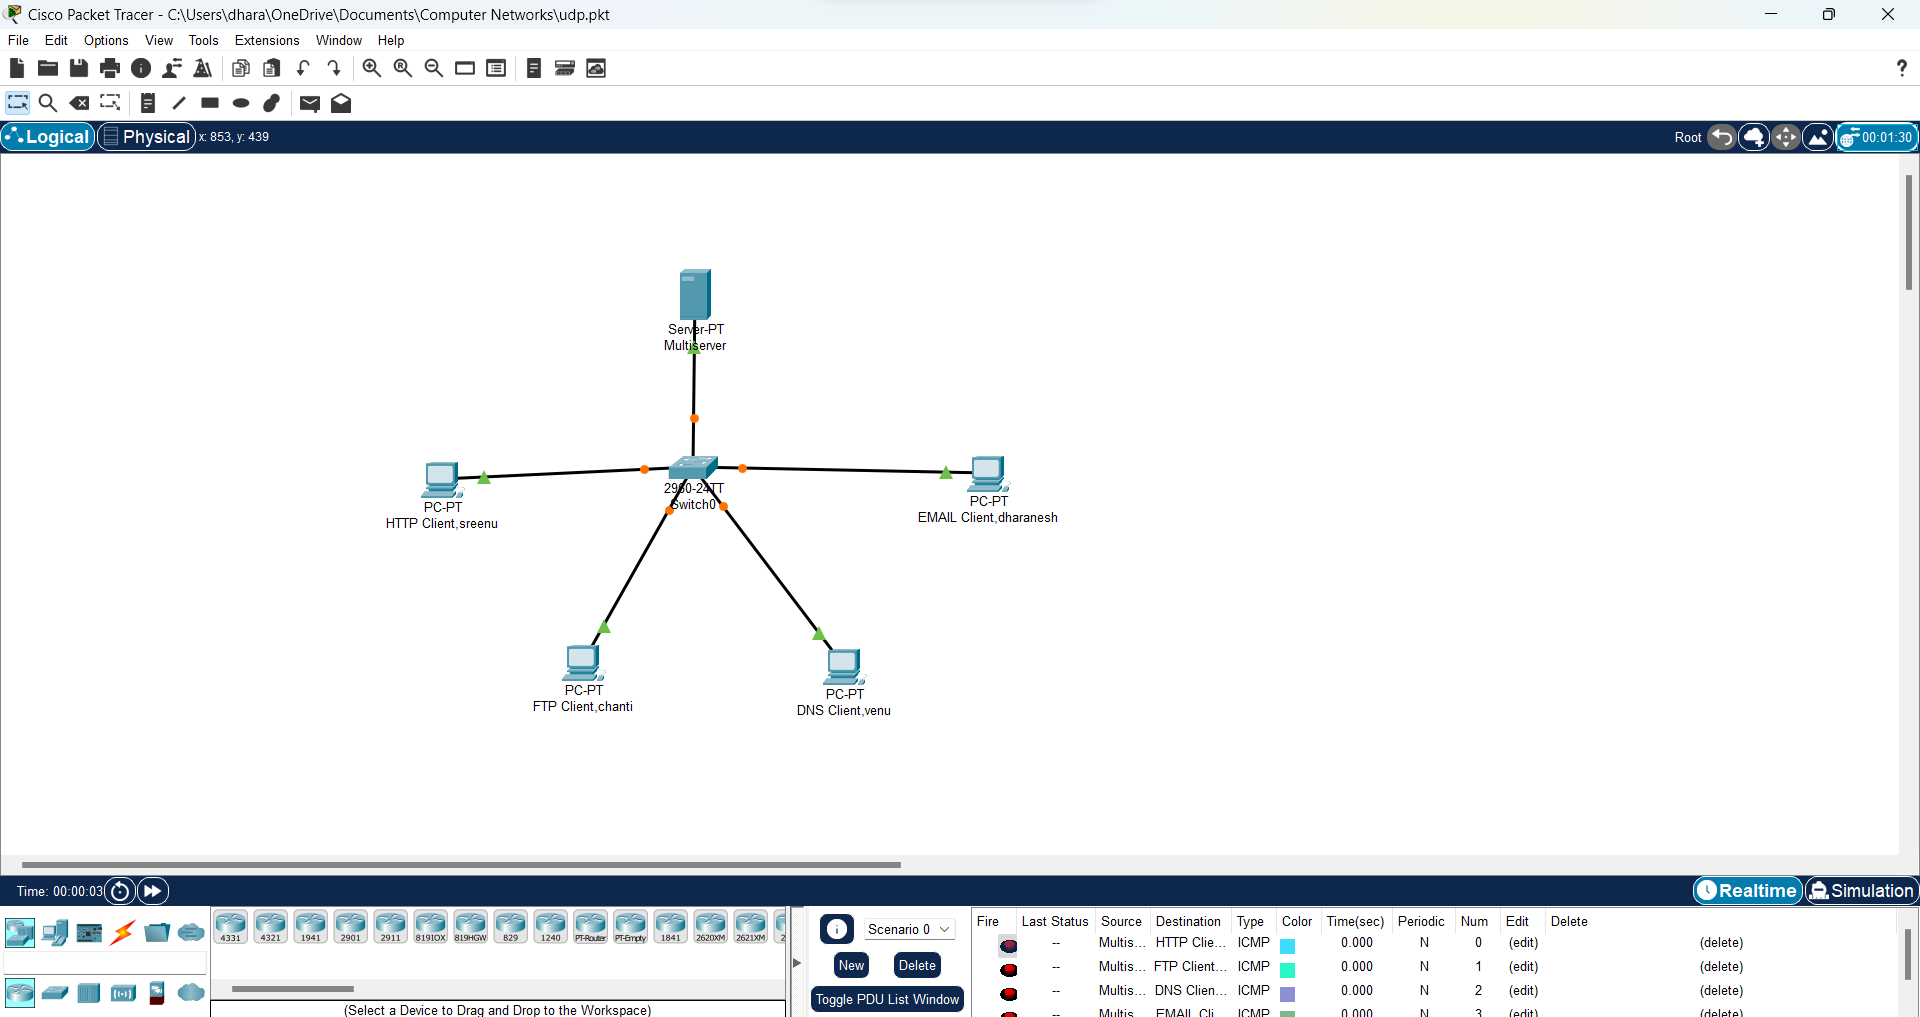 Cisco Packet Tracer - C:\Users\dhara\OneDrive\Documents\Computer Networks\udp.pkt
File Edit Options View Tools Extensions Window Help
Logical Physical x: 853, y: 439 Root 00:01:30
Server-PT
Multiserver
2960-24TT
Switch0
PC-PT
HTTP Client,sreenu
PC-PT
EMAIL Client,dharanesh
PC-PT
FTP Client,chanti
PC-PT
DNS Client,venu
Time: 00:00:03 Realtime Simulation
4331 4321 1941 2901 2911 819IOX 819HGW 829 1240 PT-Router PT-Empty 1841 2620XM 2621XM 2
(Select a Device to Drag and Drop to the Workspace)
Scenario 0
New Delete
Toggle PDU List Window
Fire Last Status Source Destination Type Color Time(sec) Periodic Num Edit Delete
-- Multis... HTTP Clie... ICMP 0.000 N 0 (edit) (delete)
-- Multis... FTP Client... ICMP 0.000 N 1 (edit) (delete)
-- Multis... DNS Clien... ICMP 0.000 N 2 (edit) (delete)
-- Multis... EMAIL Cli... ICMP 0.000 N 3 (edit) (delete)